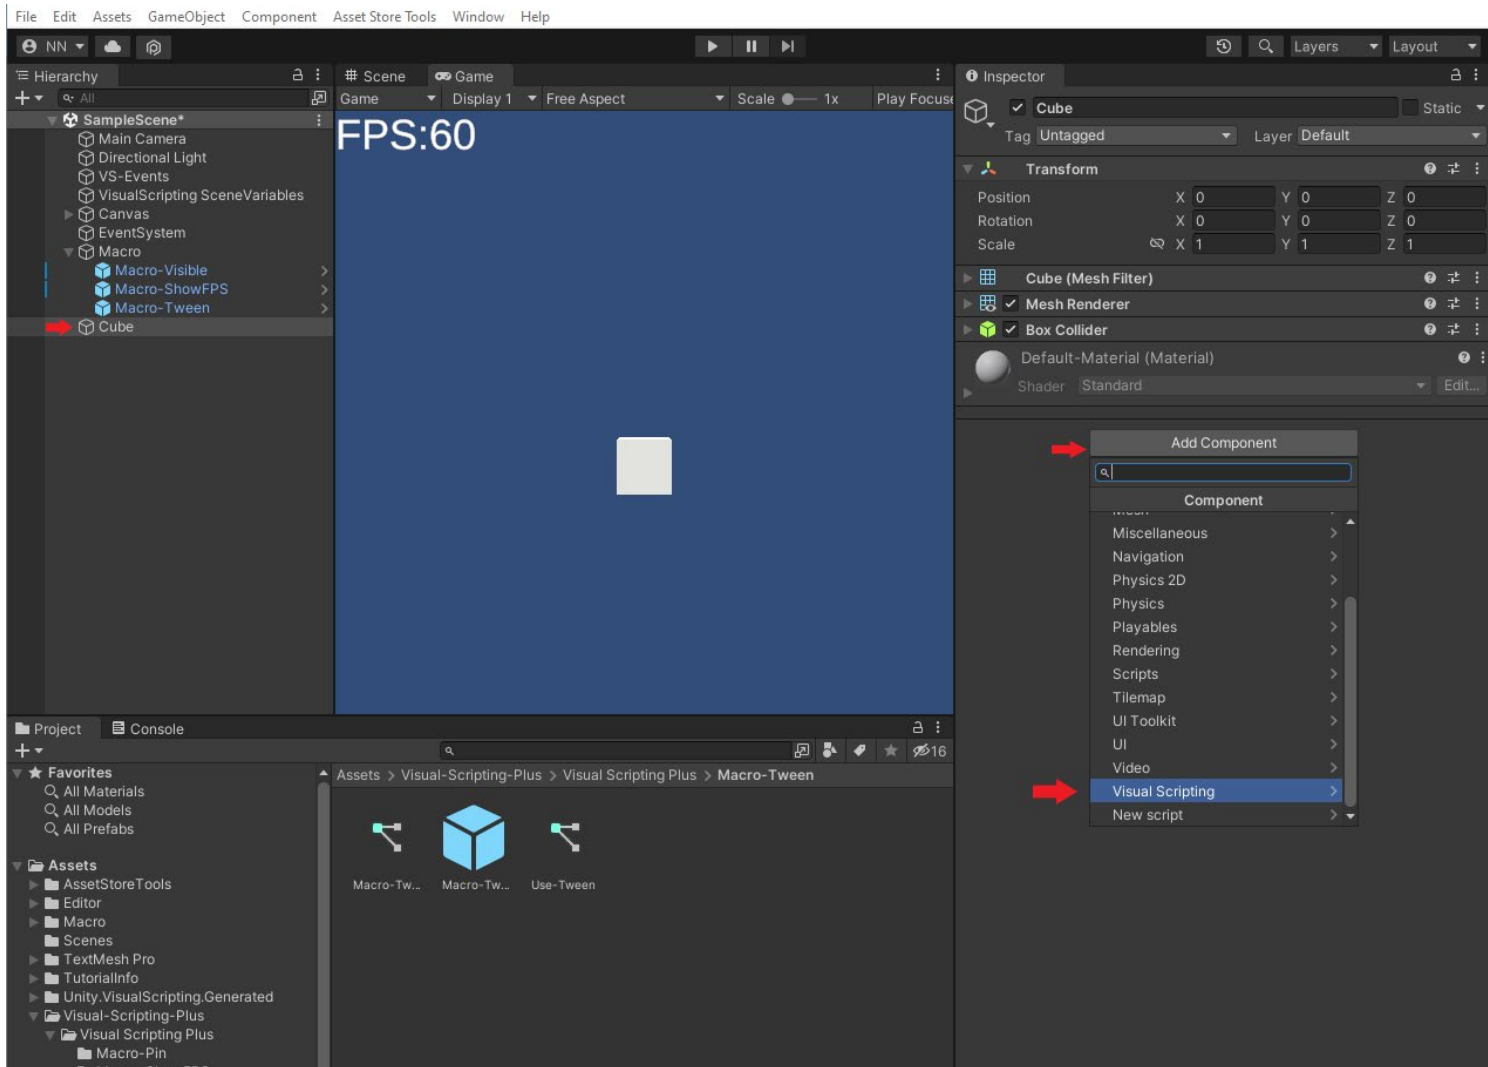 File Edit Assets GameObject Component Asset Store Tools Window Help
NN
Layers Layout
Hierarchy
All
SampleScene*
Main Camera
Directional Light
VS-Events
VisualScripting SceneVariables
Canvas
EventSystem
Macro
Macro-Visible
Macro-ShowFPS
Macro-Tween
Cube
Scene Game
Game Display 1 Free Aspect Scale 1x Play Focuse
FPS:60
Inspector
Cube Static
Tag Untagged Layer Default
Transform
Position X 0 Y 0 Z 0
Rotation X 0 Y 0 Z 0
Scale X 1 Y 1 Z 1
Cube (Mesh Filter)
Mesh Renderer
Box Collider
Default-Material (Material)
Shader Standard Edit...
Add Component
Component
Miscellaneous
Navigation
Physics 2D
Physics
Playables
Rendering
Scripts
Tilemap
UI Toolkit
UI
Video
Visual Scripting
New script
Project Console
16
Favorites
All Materials
All Models
All Prefabs
Assets
AssetStoreTools
Editor
Macro
Scenes
TextMesh Pro
TutorialInfo
Unity.VisualScripting.Generated
Visual-Scripting-Plus
Visual Scripting Plus
Macro-Pin
Assets > Visual-Scripting-Plus > Visual Scripting Plus > Macro-Tween
Macro-Tw... Macro-Tw... Use-Tween